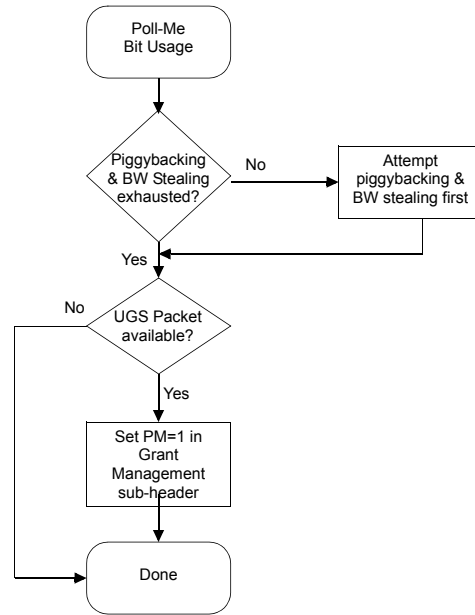 Poll-Me
Bit Usage
Piggybacking
& BW Stealing
exhausted?
No
Attempt
piggybacking &
BW stealing first
Yes
No
UGS Packet
available?
Yes
Set PM=1 in
Grant
Management
sub-header
Done